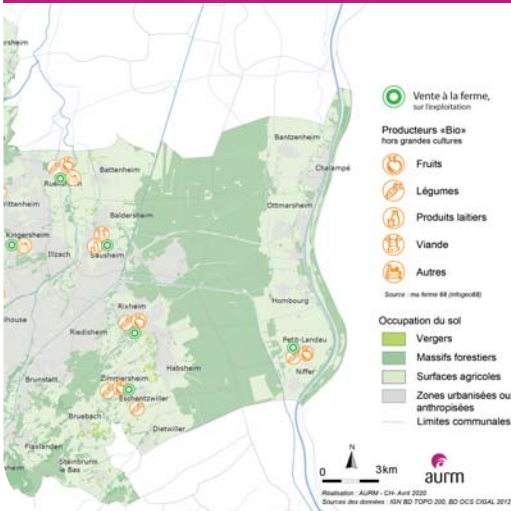 Bantzenheim
Chalampé
Battenheim
Ottmarsheim
Baldersheim
Kingersheim
Illzach
Sausheim
Hombourg
Rixheim
Riedisheim
Petit-Landau
Habsheim
Niffer
Zimmersheim
Brunstatt
Eschentzwiller
Bruebach
Dietwiller
Flaxlanden
Steinbrunn
le Bas
Vente à la ferme,
sur l'exploitation
Producteurs «Bio»
hors grandes cultures
Fruits
Légumes
Produits laitiers
Viande
Autres
Source : ma ferme 68 (infogeo68)
Occupation du sol
Vergers
Massifs forestiers
Surfaces agricoles
Zones urbanisées ou
anthropisées
Limites communales
N
0 3km
aurm
Réalisation : AURM - CH- Avril 2020
Sources des données : IGN BD TOPO 200, BD OCS CIGAL 2012